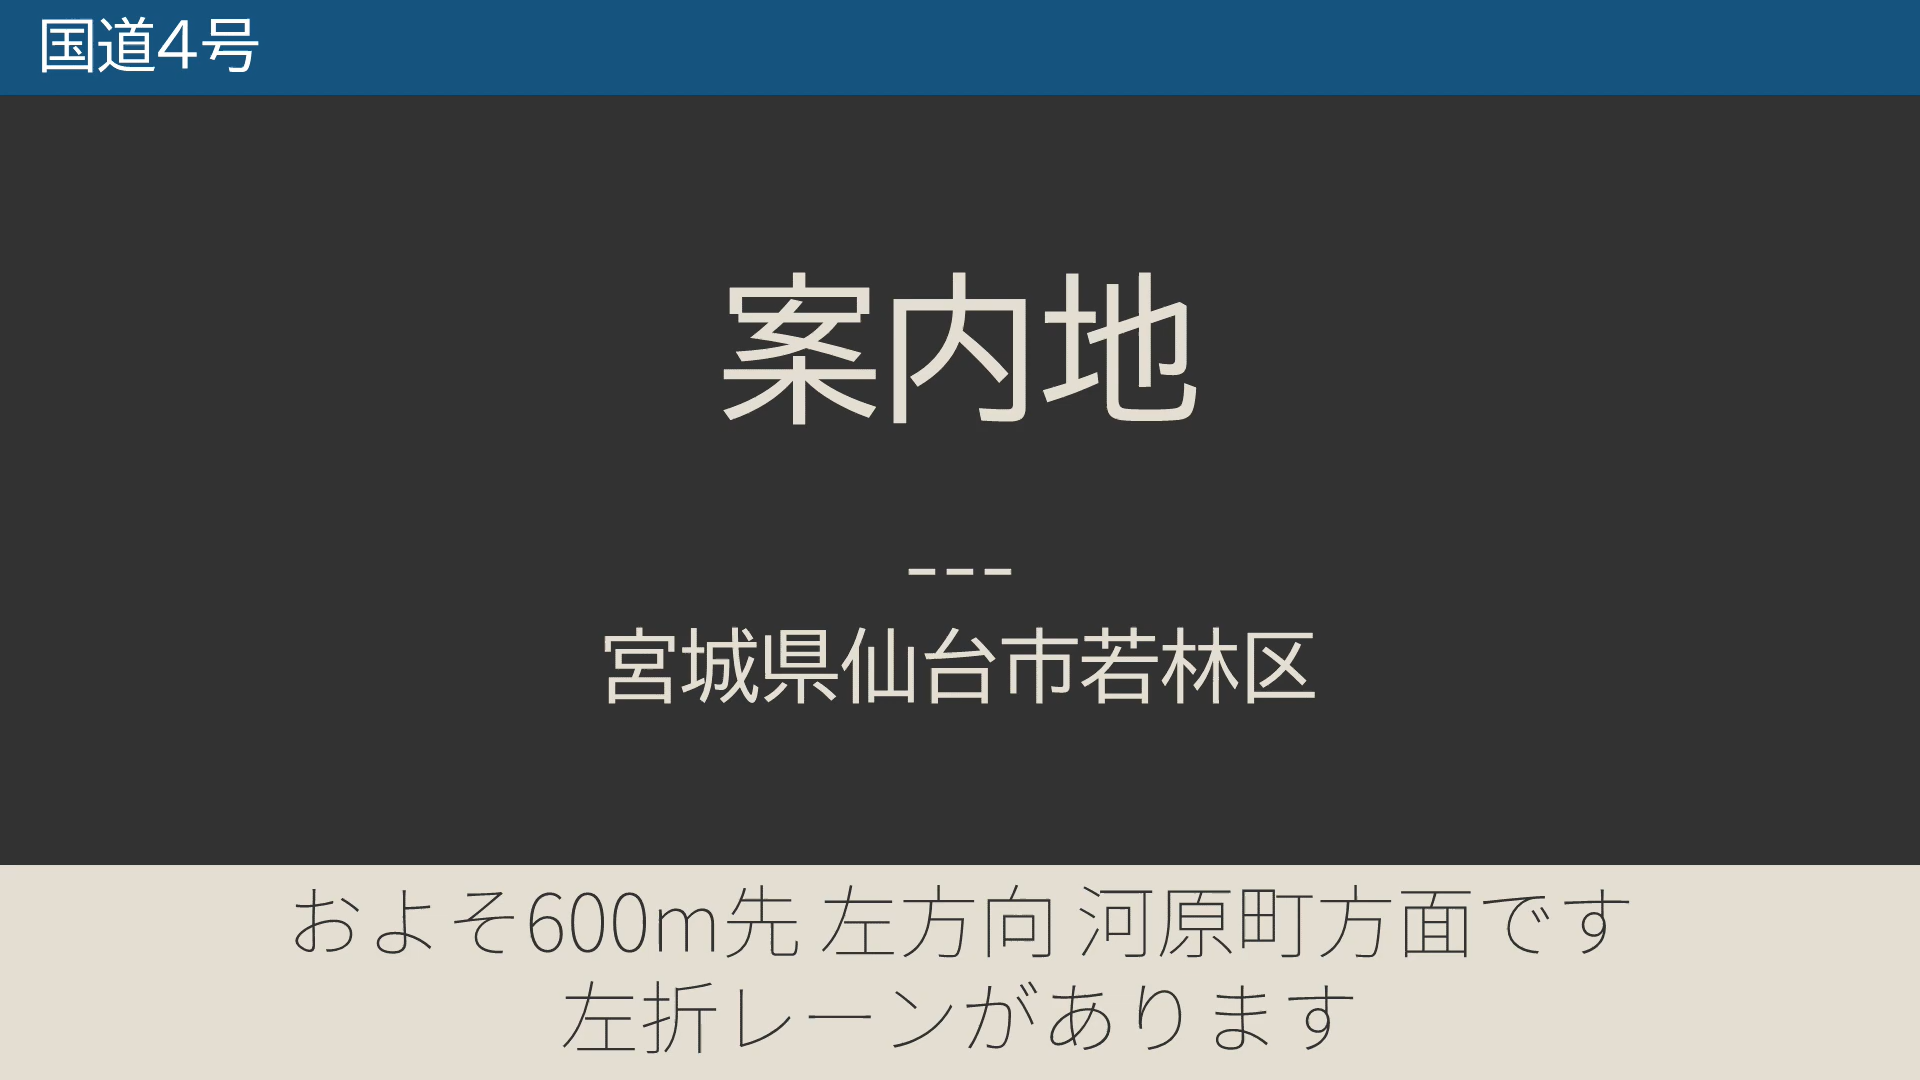 国道4号
案内地
---
宮城県仙台市若林区
およそ600m先 左方向 河原町方面です
左折レーンがあります